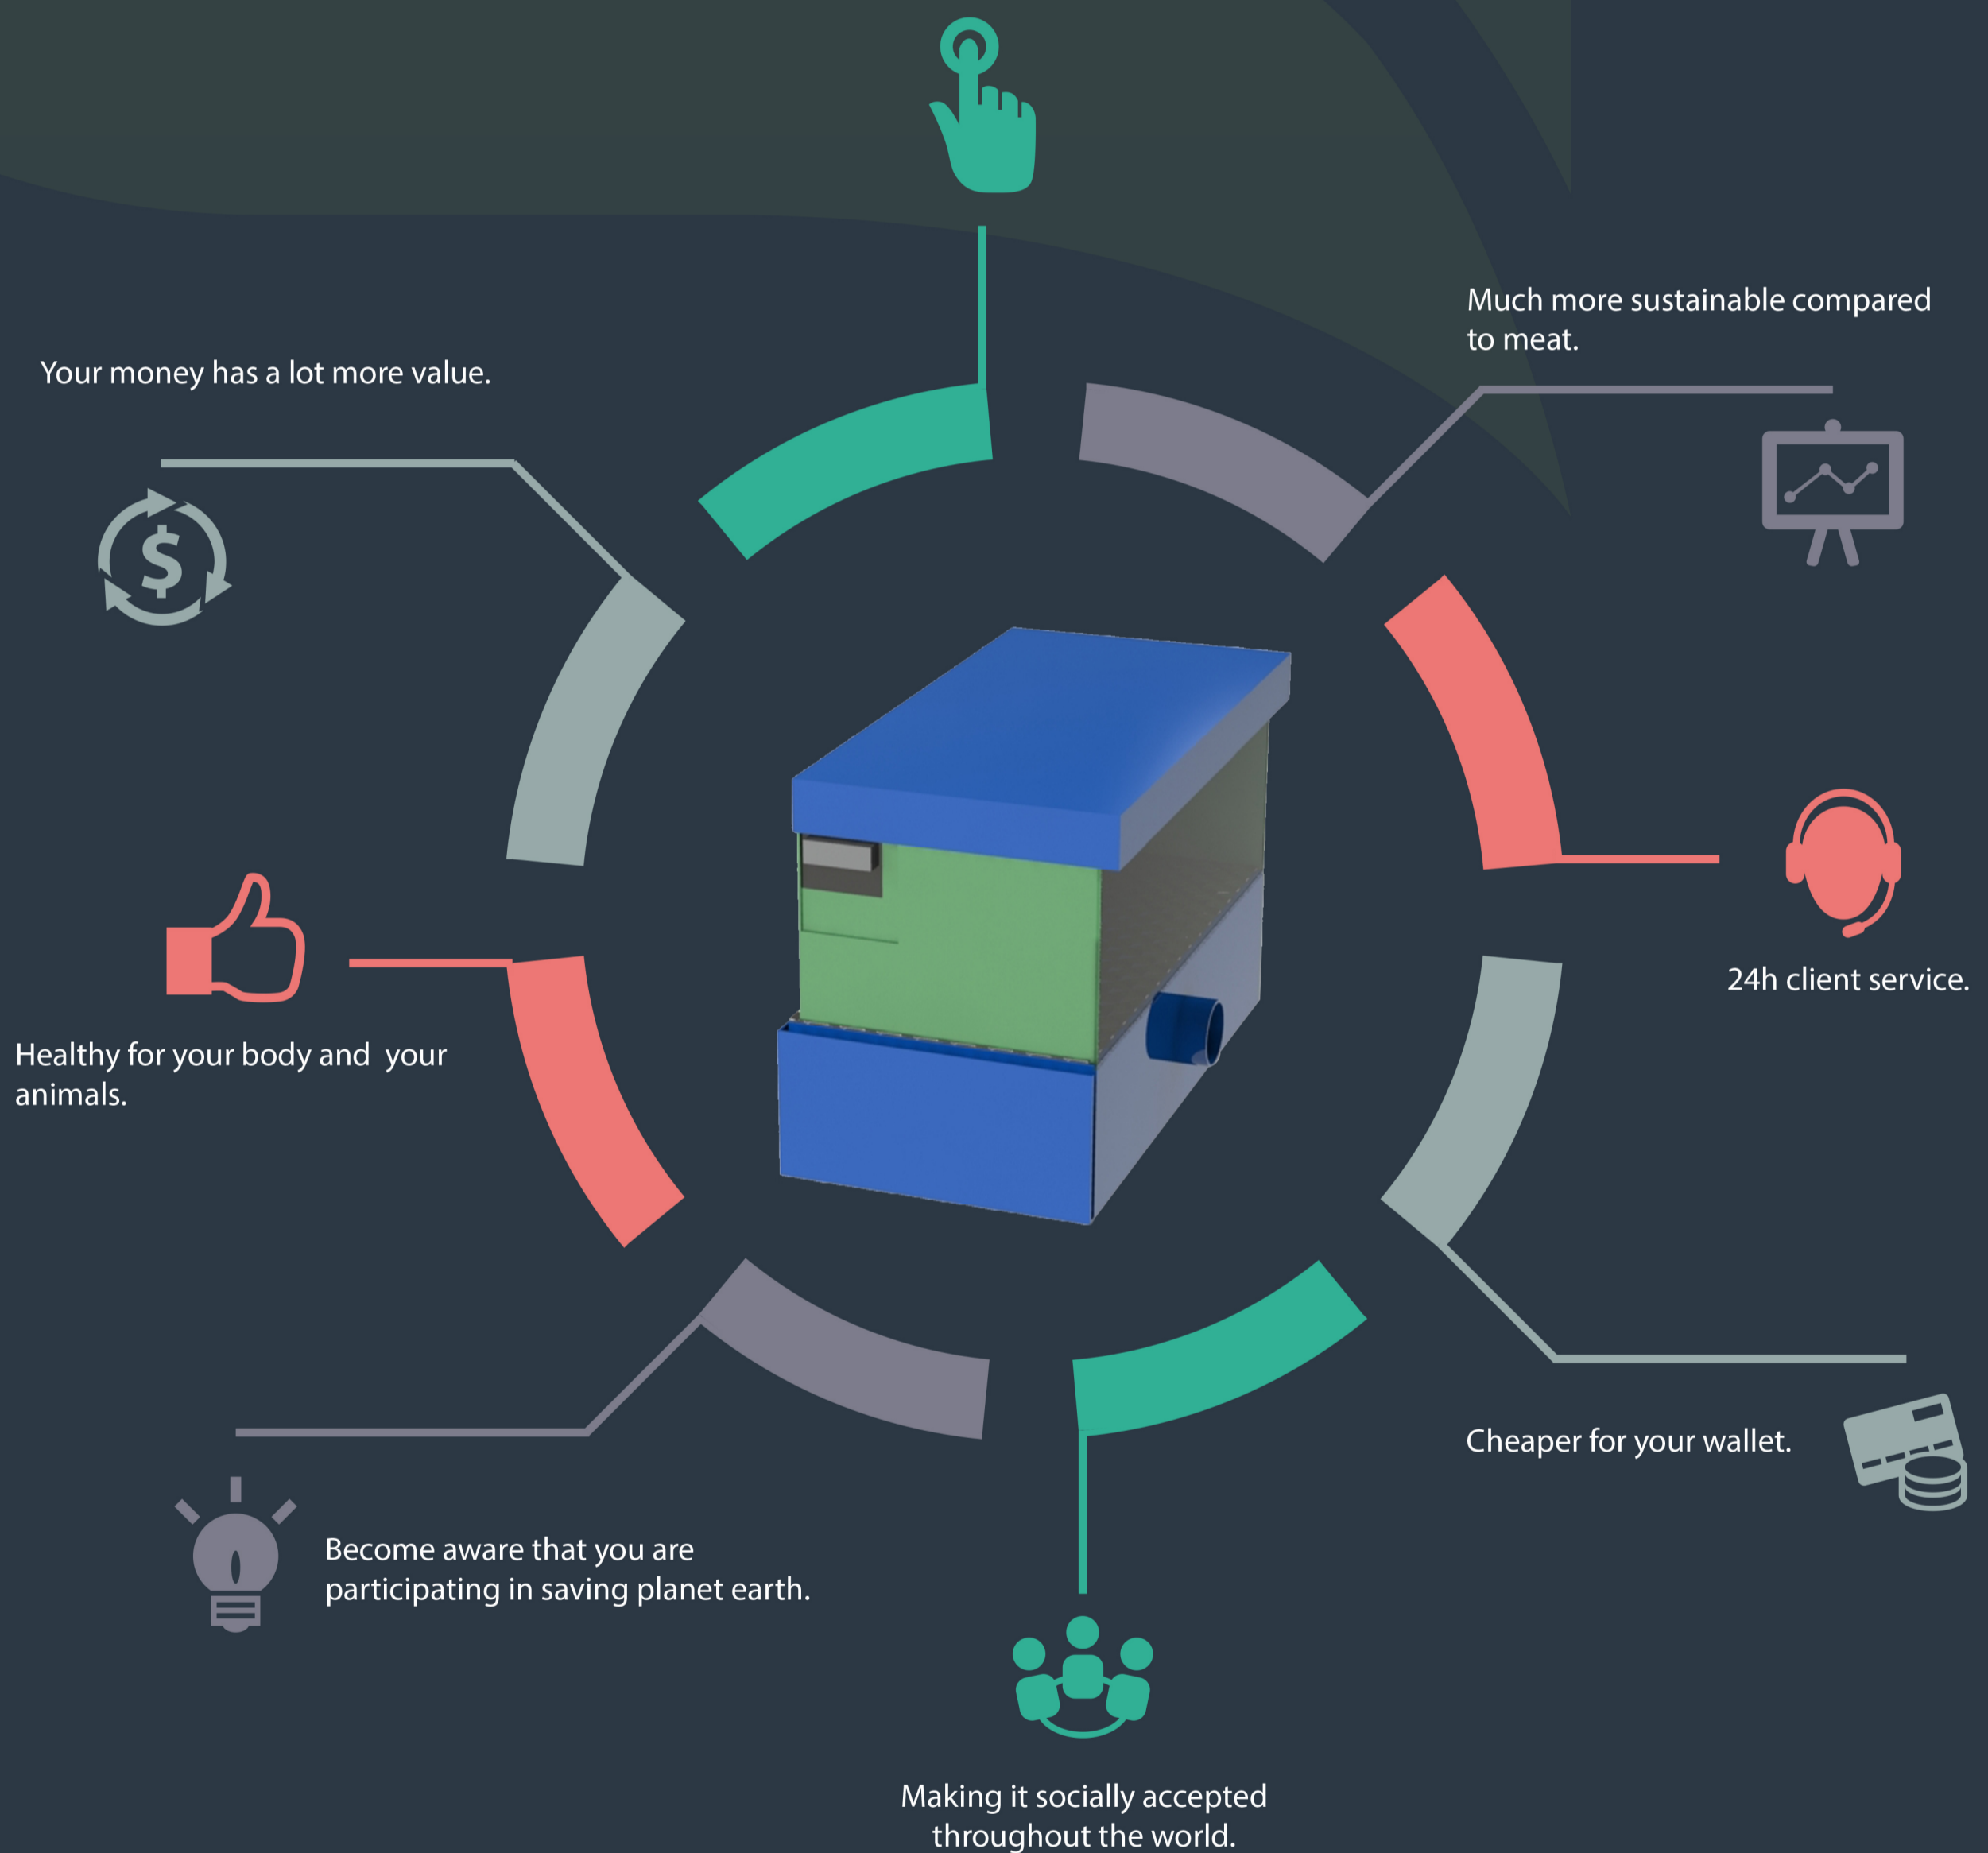 Much more sustainable compared
to meat.
Your money has a lot more value.
24h client service.
Healthy for your body and  your
animals.
Cheaper for your wallet.
Become aware that you are
participating in saving planet earth.
Making it socially accepted
throughout the world.